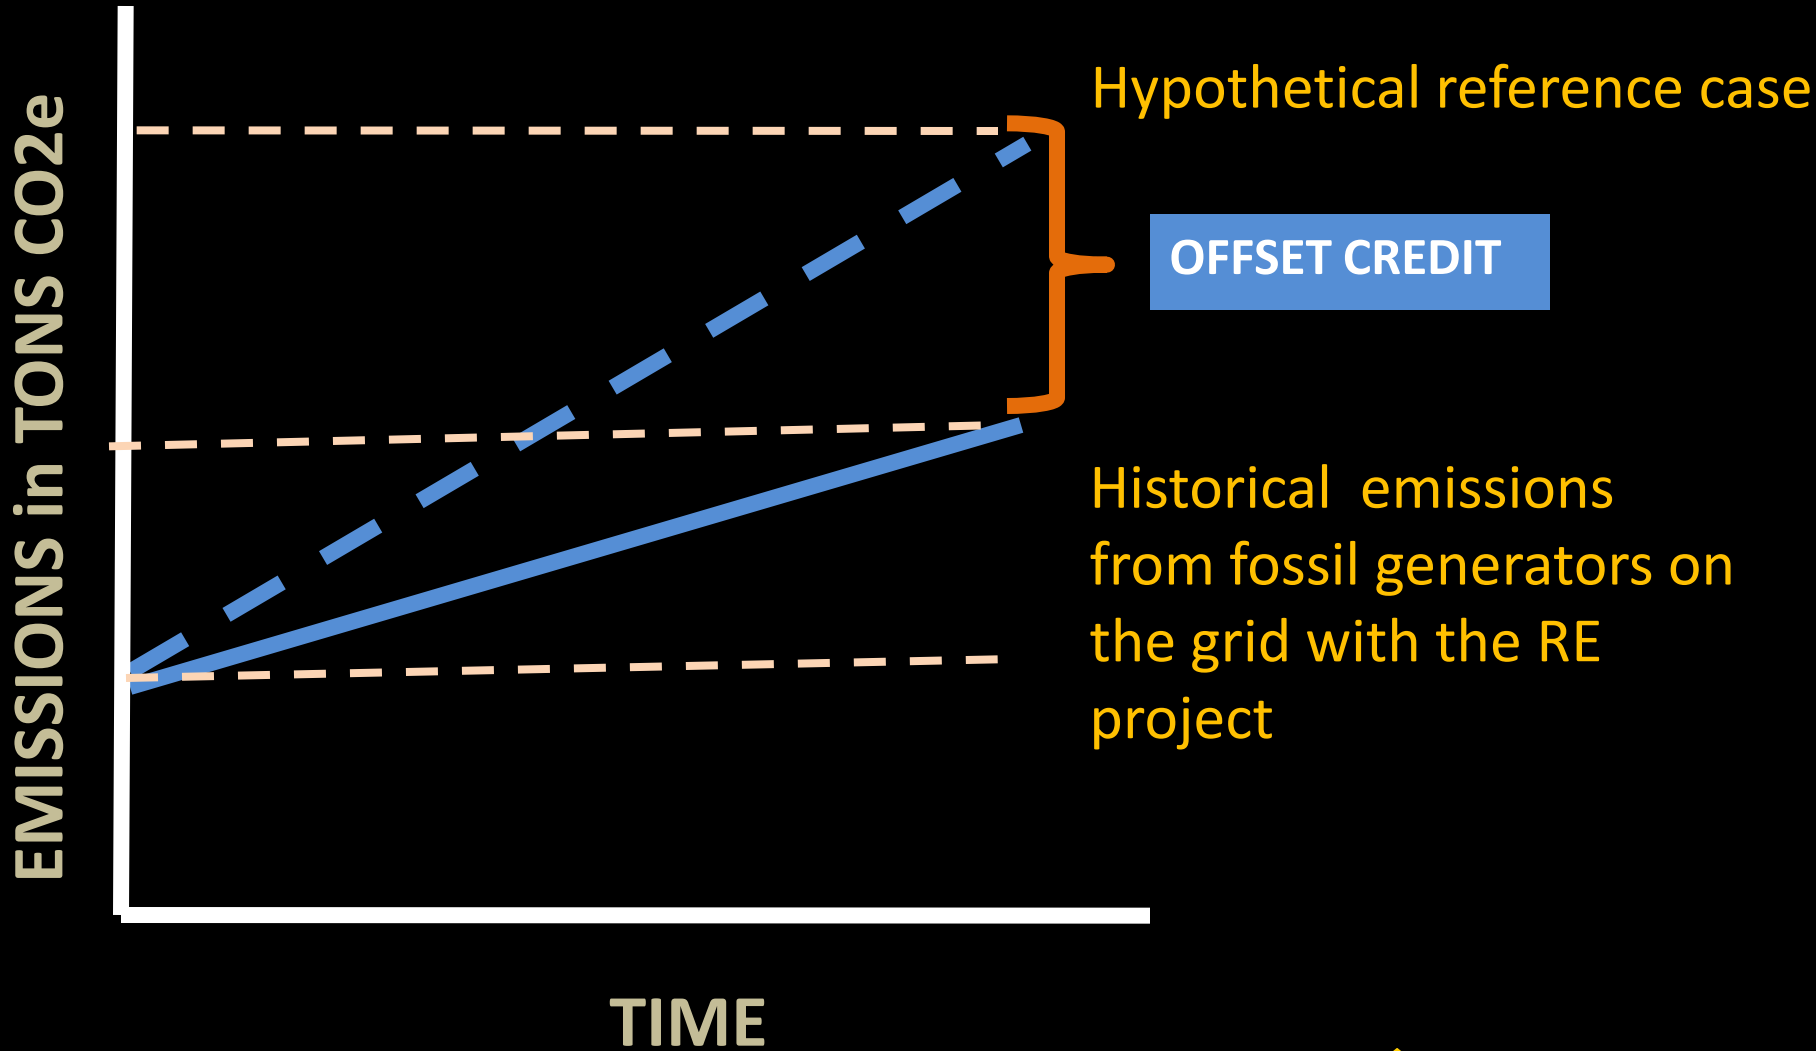 EMISSIONS in TONS CO2e
Hypothetical reference case
OFFSET CREDIT
Historical  emissions
from fossil generators on
the grid with the RE
project
TIME